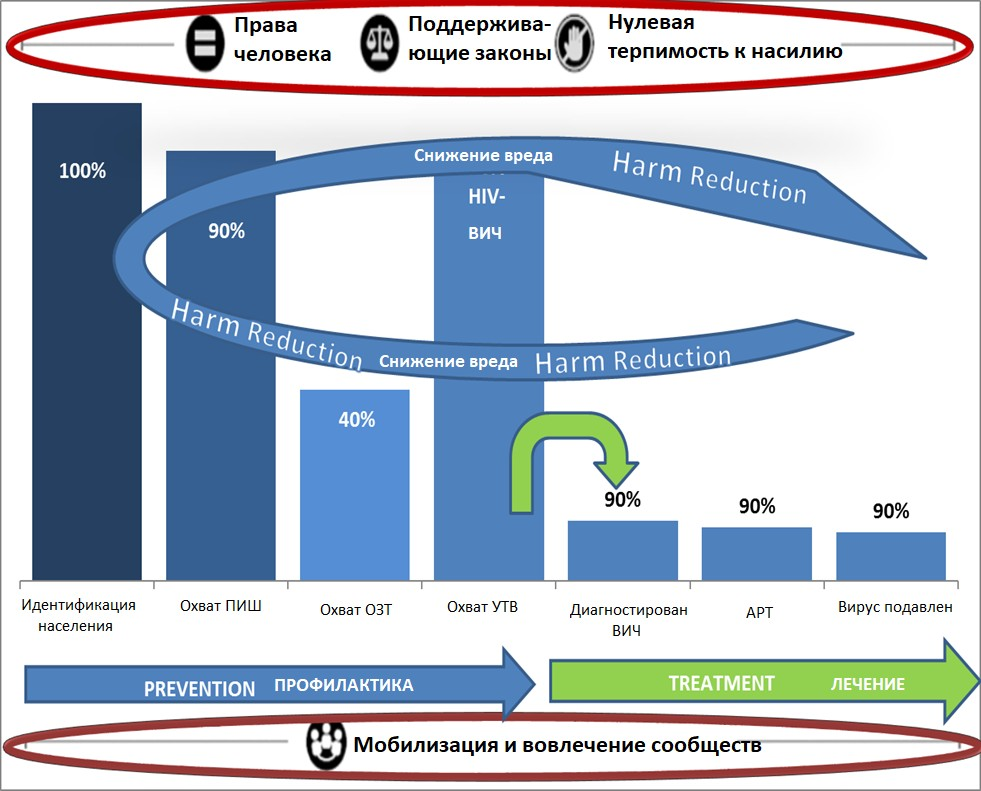 Права
человека
Поддержива-
ющие законы
Нулевая
терпимость к насилию
100%
90%
40%
Снижение вреда
Harm Reduction
HIV-
ВИЧ
Harm Reduction
Снижение вреда
Harm Reduction
90%
90%
90%
Идентификация
населения
Охват ПИШ
Охват ОЗТ
Охват УТВ
Диагностирован
ВИЧ
АРТ
Вирус подавлен
PREVENTION ПРОФИЛАКТИКА
TREATMENT ЛЕЧЕНИЕ
Мобилизация и вовлечение сообществ